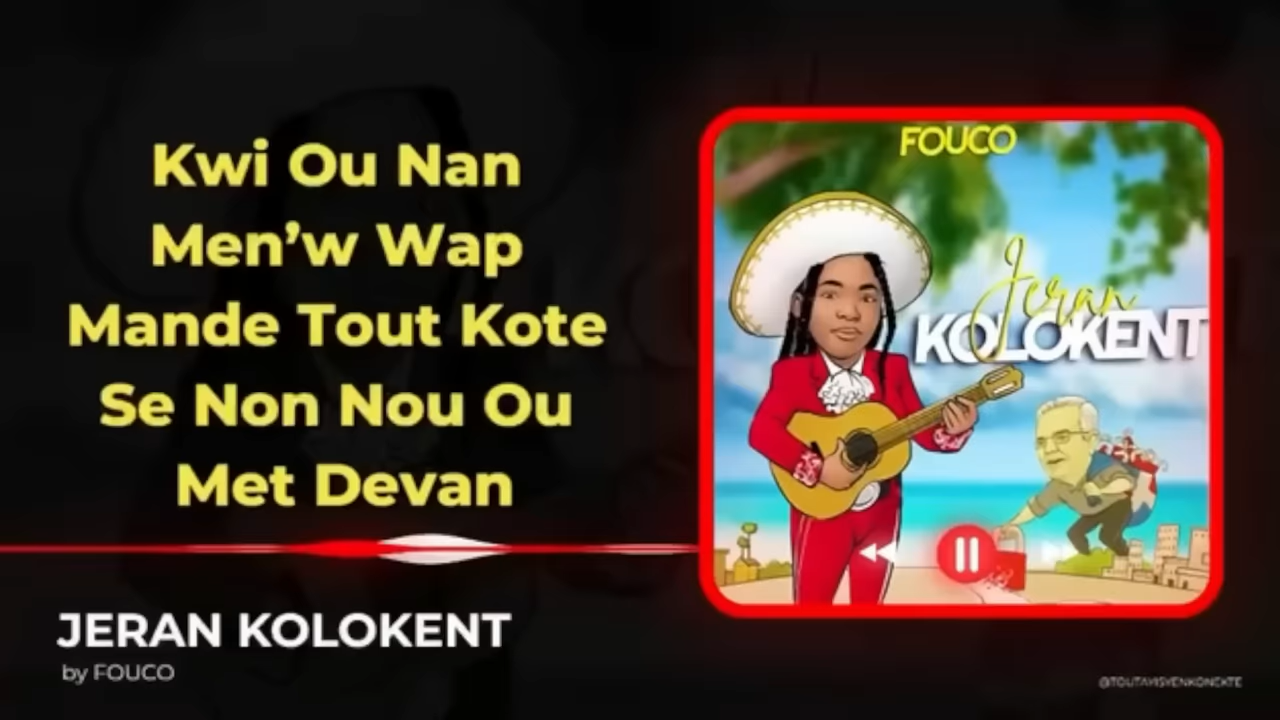 Kwi Ou Nan
Men’w Wap
Mande Tout Kote
Se Non Nou Ou
Met Devan
JERAN KOLOKENT
by FOUCO
FOUCO
Jeran
KOLOKENT